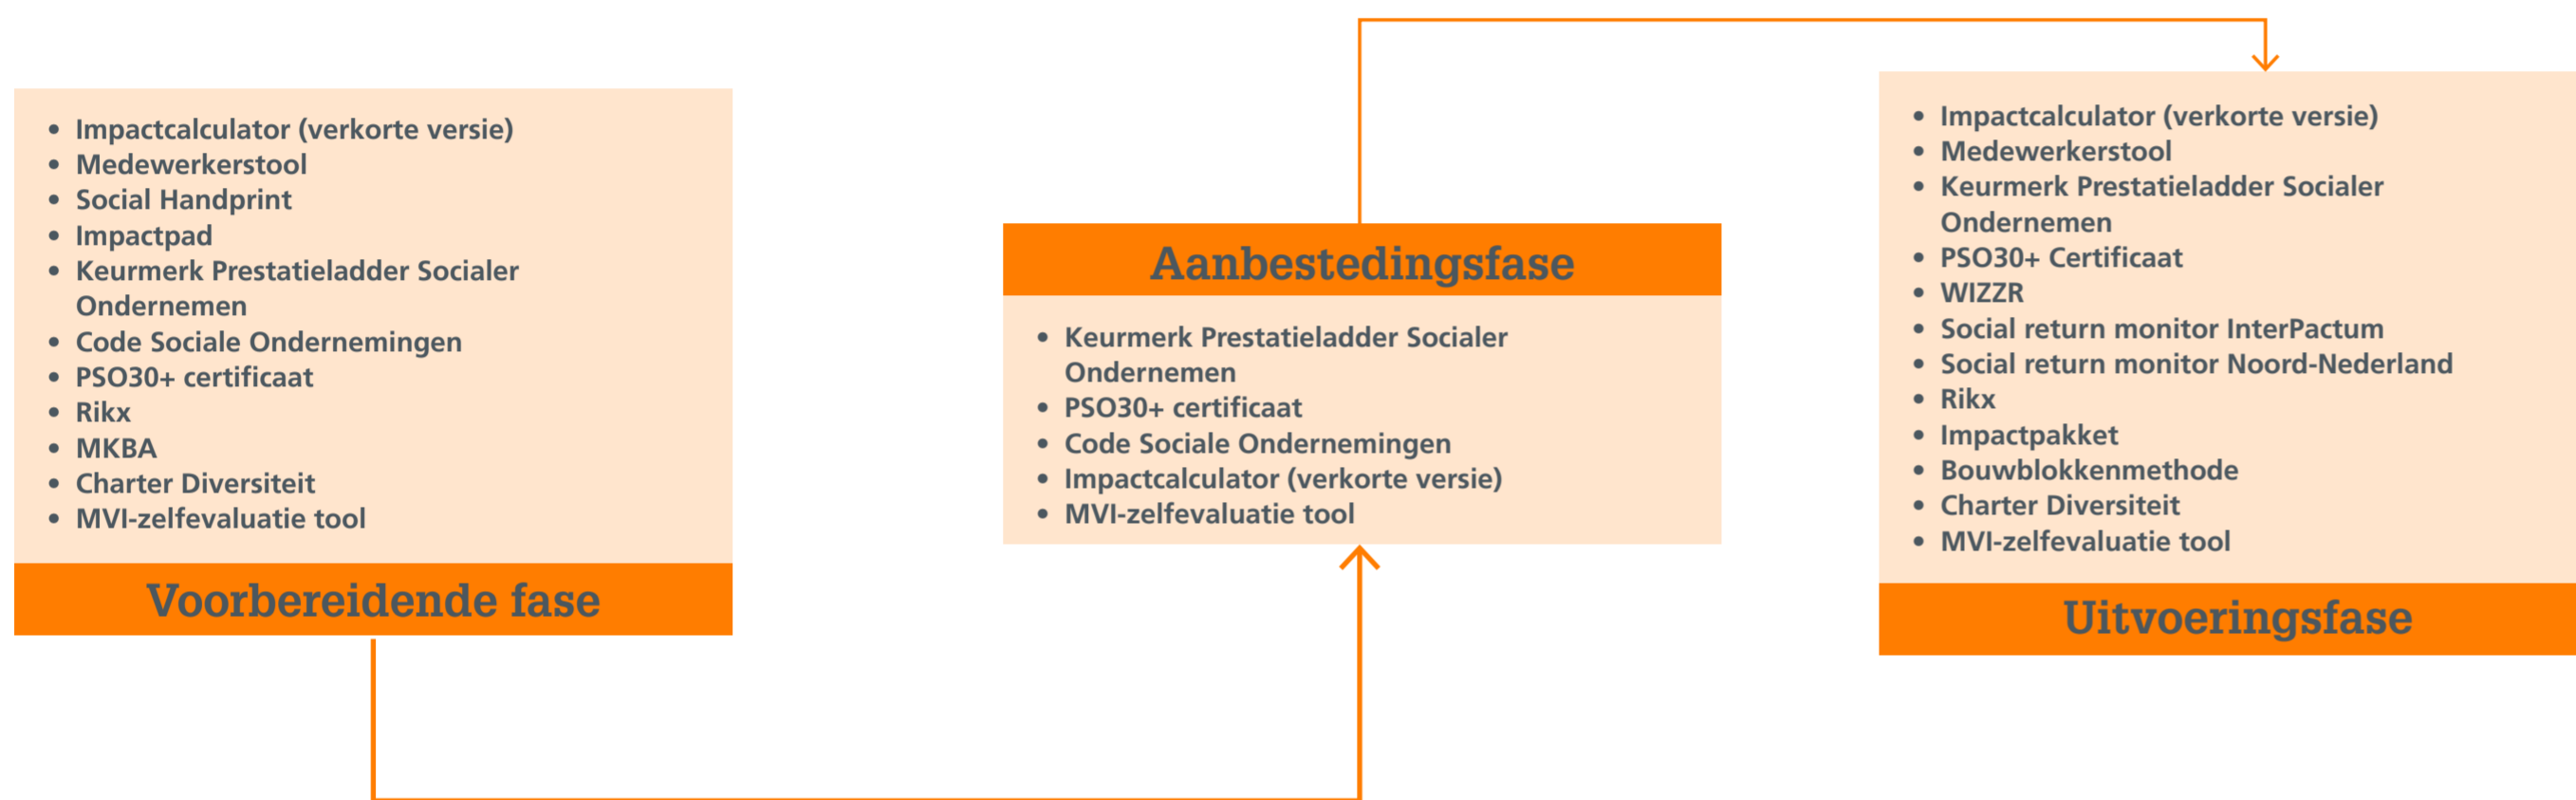 • Impactcalculator (verkorte versie)
• Medewerkerstool
• Social Handprint
• Impactpad
• Keurmerk Prestatieladder Socialer
Ondernemen
• Code Sociale Ondernemingen
• PSO30+ certificaat
• Rikx
• MKBA
• Charter Diversiteit
• MVI-zelfevaluatie tool
Voorbereidende fase
Aanbestedingsfase
• Keurmerk Prestatieladder Socialer
Ondernemen
• PSO30+ certificaat
• Code Sociale Ondernemingen
• Impactcalculator (verkorte versie)
• MVI-zelfevaluatie tool
• Impactcalculator (verkorte versie)
• Medewerkerstool
• Keurmerk Prestatieladder Socialer
Ondernemen
• PSO30+ Certificaat
• WIZZR
• Social return monitor InterPactum
• Social return monitor Noord-Nederland
• Rikx
• Impactpakket
• Bouwblokkenmethode
• Charter Diversiteit
• MVI-zelfevaluatie tool
Uitvoeringsfase